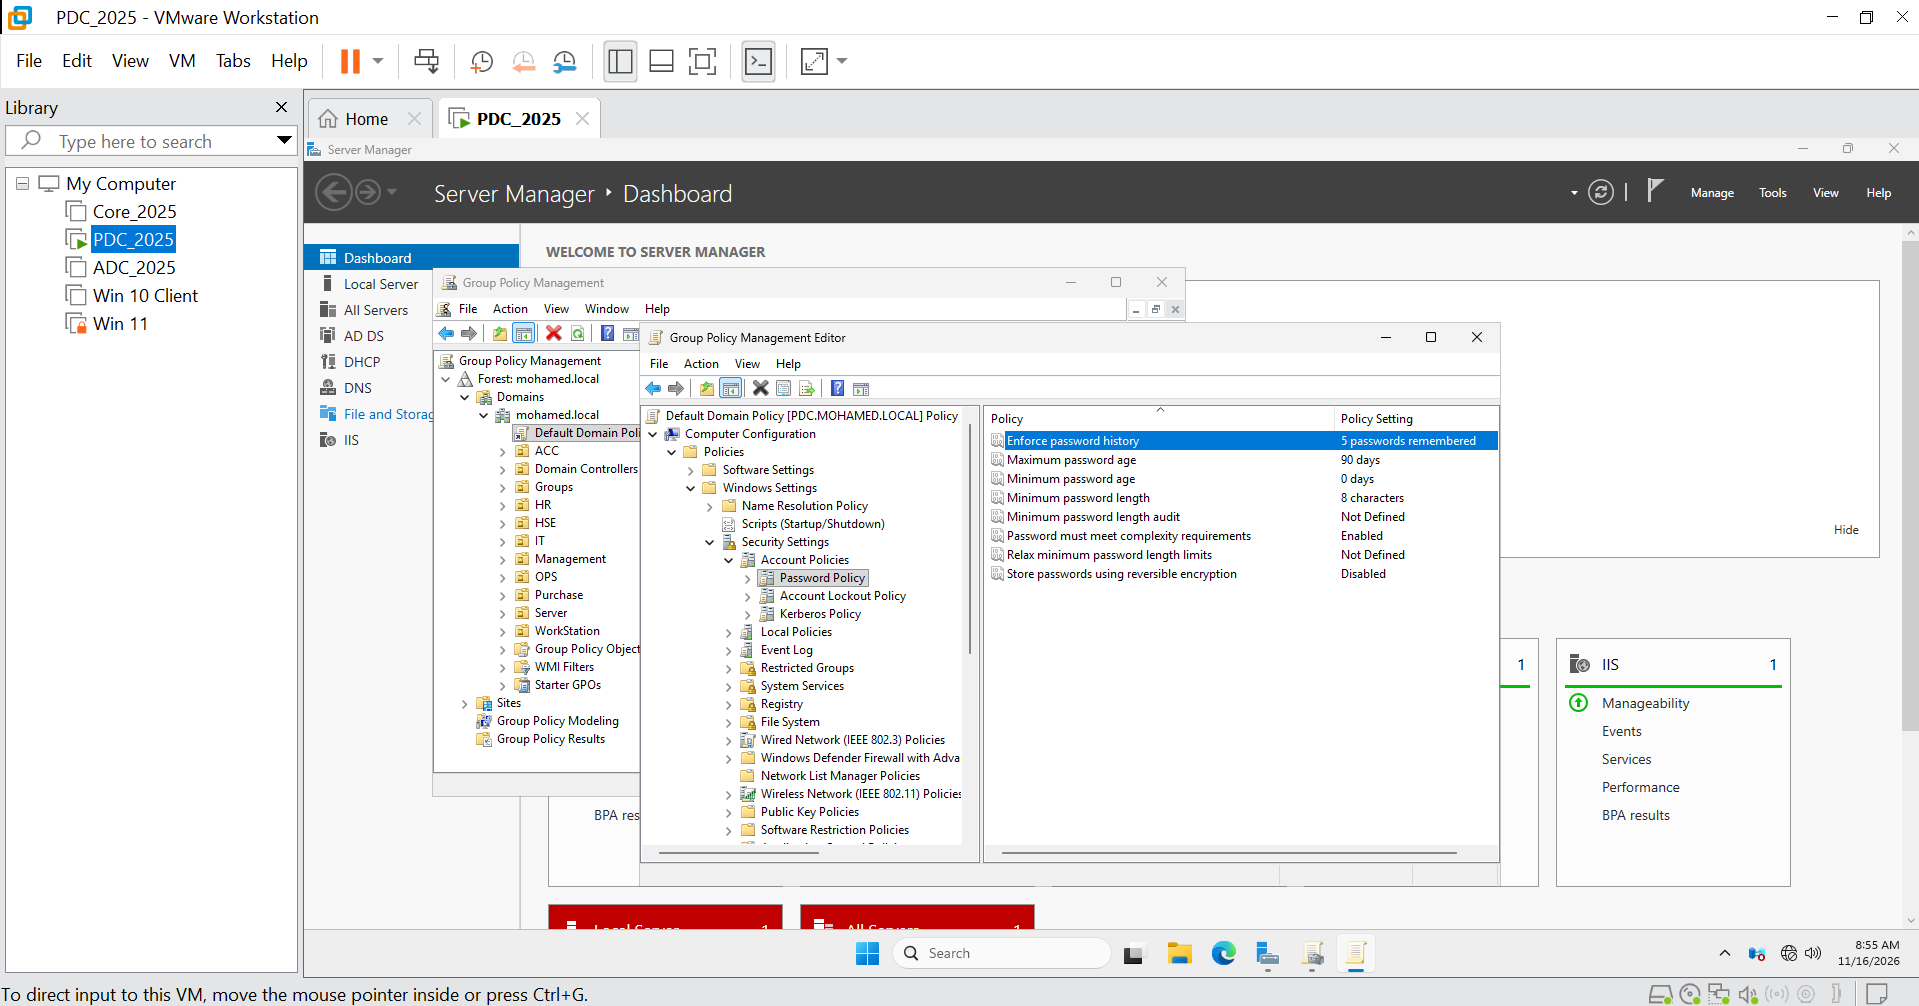 PDC_2025 - VMware Workstation
File Edit View VM Tabs Help
Library
Type here to search
My Computer
Core_2025
PDC_2025
ADC_2025
Win 10 Client
Win 11
Home
PDC_2025
Server Manager
Server Manager Dashboard
Manage Tools View Help
Dashboard
Local Server
All Servers
AD DS
DHCP
DNS
File and Storag
IIS
WELCOME TO SERVER MANAGER
Group Policy Management
File Action View Window Help
Group Policy Management
Forest: mohamed.local
Domains
mohamed.local
Default Domain Poli
ACC
Domain Controllers
Groups
HR
HSE
IT
Management
OPS
Purchase
Server
WorkStation
Group Policy Object
WMI Filters
Starter GPOs
Sites
Group Policy Modeling
Group Policy Results
Group Policy Management Editor
File Action View Help
Default Domain Policy [PDC.MOHAMED.LOCAL] Policy
Computer Configuration
Policies
Software Settings
Windows Settings
Name Resolution Policy
Scripts (Startup/Shutdown)
Security Settings
Account Policies
Password Policy
Account Lockout Policy
Kerberos Policy
Local Policies
Event Log
Restricted Groups
System Services
Registry
File System
Wired Network (IEEE 802.3) Policies
Windows Defender Firewall with Adva
Network List Manager Policies
Wireless Network (IEEE 802.11) Policies
Public Key Policies
Software Restriction Policies
Policy Policy Setting
Enforce password history 5 passwords remembered
Maximum password age 90 days
Minimum password age 0 days
Minimum password length 8 characters
Minimum password length audit Not Defined
Password must meet complexity requirements Enabled
Relax minimum password length limits Not Defined
Store passwords using reversible encryption Disabled
Hide
1
IIS 1
Manageability
Events
Services
Performance
BPA results
BPA res
Local Server 1
All Servers 1
Search
8:55 AM
11/16/2026
To direct input to this VM, move the mouse pointer inside or press Ctrl+G.